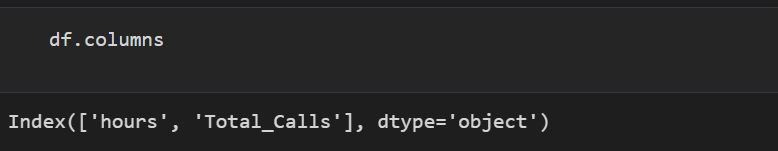 df.columns
Index(['hours', 'Total_Calls'], dtype='object')